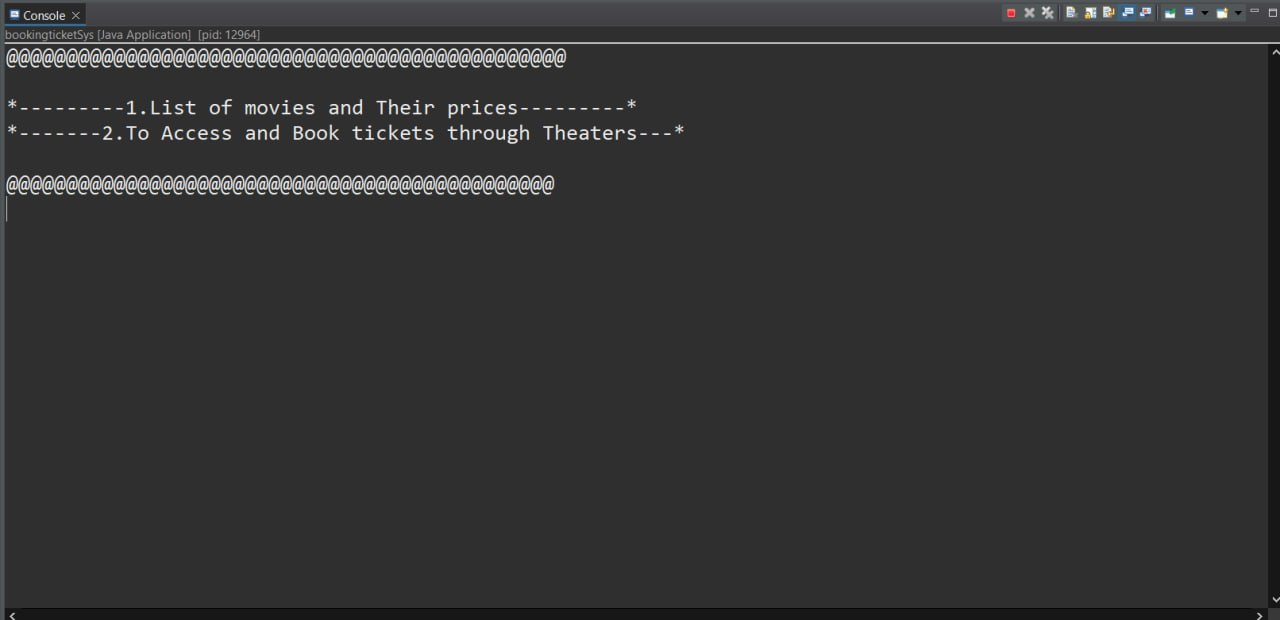 Console
bookingticketSys [Java Application] [pid: 12964]
@@@@@@@@@@@@@@@@@@@@@@@@@@@@@@@@@@@@@@@@@@@@@@@
*---------1.List of movies and Their prices---------*
*-------2.To Access and Book tickets through Theaters---*
@@@@@@@@@@@@@@@@@@@@@@@@@@@@@@@@@@@@@@@@@@@@@@